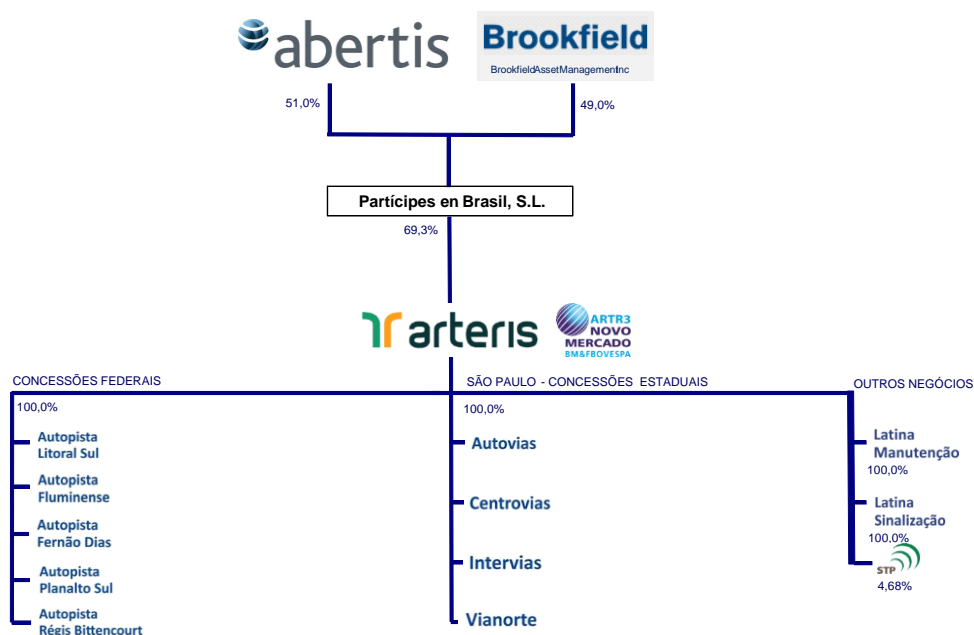 abertis
Brookfield
BrookfieldAssetManagementInc
51,0%
49,0%
Partícipes en Brasil, S.L.
69,3%
arteris
ARTR3
NOVO
MERCADO
BM&FBOVESPA
CONCESSÕES FEDERAIS
100,0%
Autopista
Litoral Sul
Autopista
Fluminense
Autopista
Fernão Dias
Autopista
Planalto Sul
Autopista
Régis Bittencourt
SÃO PAULO - CONCESSÕES ESTADUAIS
100,0%
Autovias
Centrovias
Intervias
Vianorte
OUTROS NEGÓCIOS
Latina
Manutenção
100,0%
Latina
Sinalização
100,0%
STP
4,68%